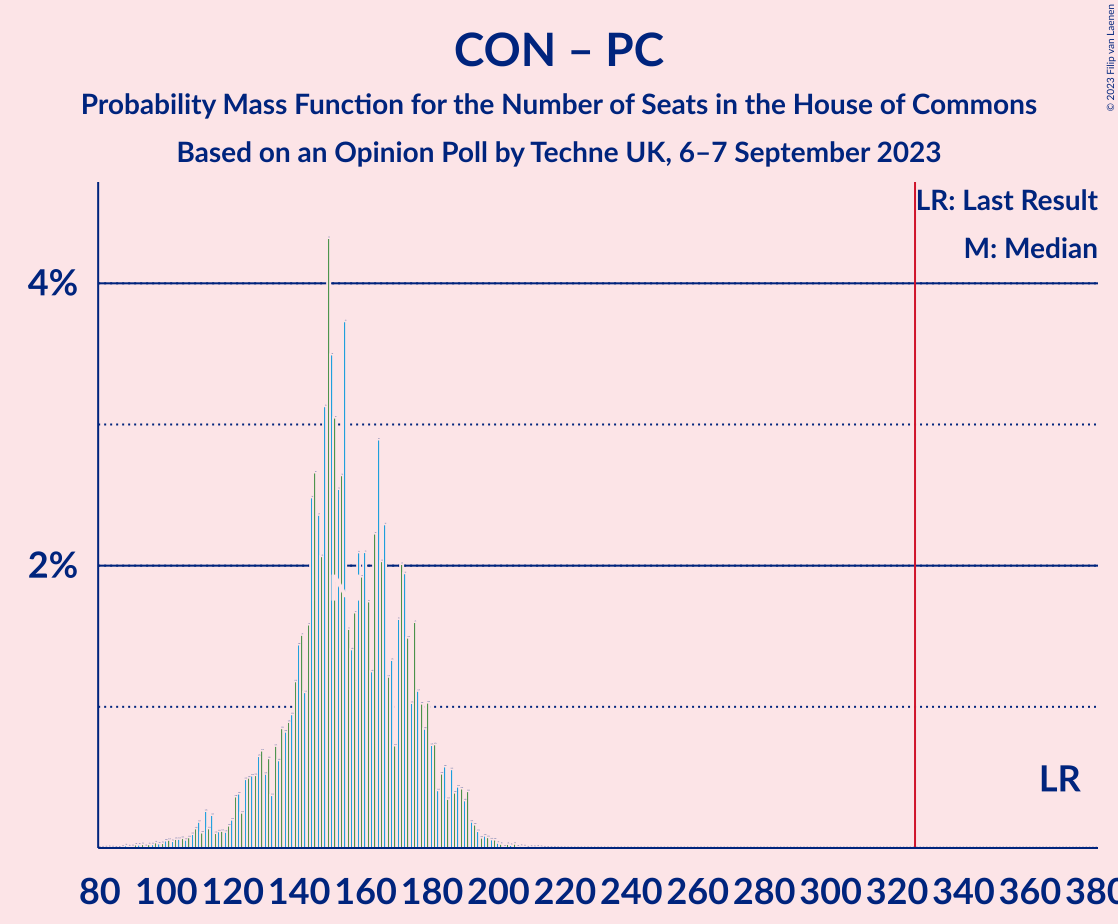 CON – PC
Probability Mass Function for the Number of Seats in the House of Commons
Based on an Opinion Poll by Techne UK, 6–7 September 2023
© 2023 Filip van Laenen
LR: Last Result
M: Median
4%
2%
LR
80 100 120 140 160 180 200 220 240 260 280 300 320 340 360 380